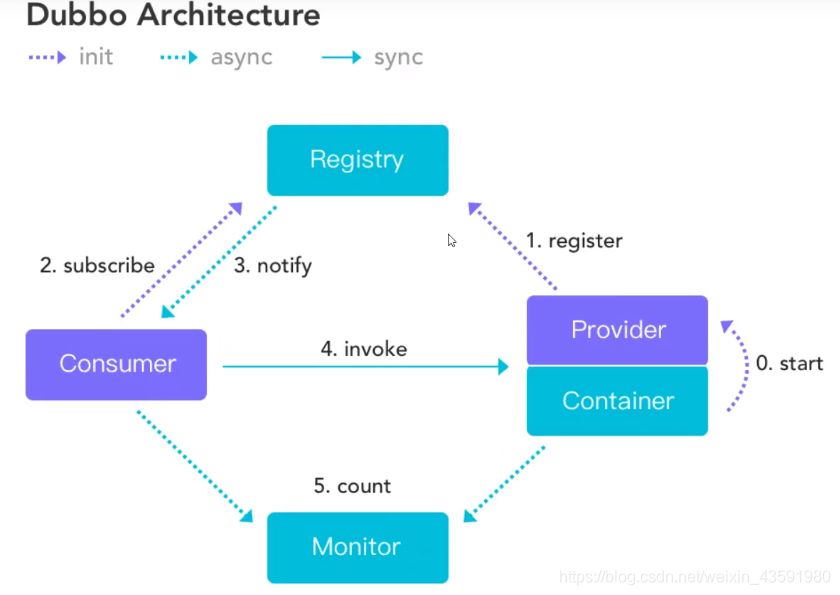 Dubbo Architecture
init async sync
Registry
1. register
2. subscribe
3. notify
Provider
4. invoke
Consumer
0. start
Container
5. count
Monitor
https://blog.csdn.net/weixin_43591980